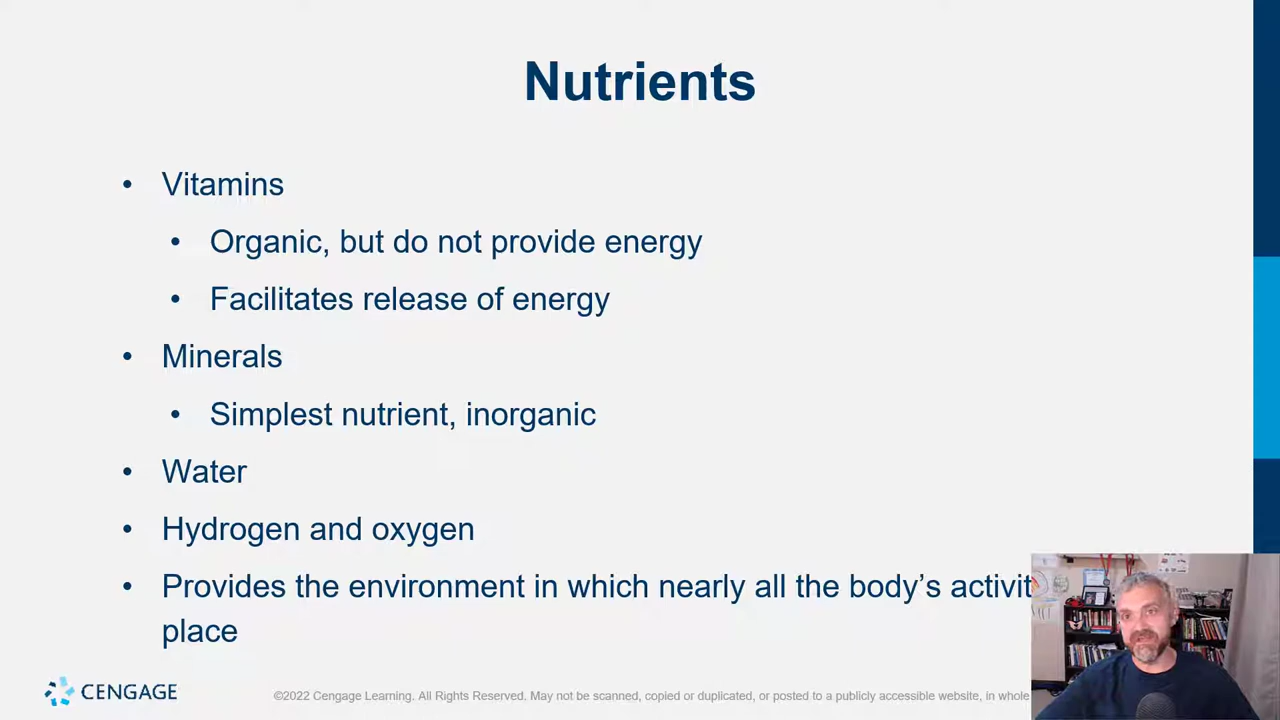 Nutrients
• Vitamins
• Organic, but do not provide energy
• Facilitates release of energy
• Minerals
• Simplest nutrient, inorganic
• Water
• Hydrogen and oxygen
• Provides the environment in which nearly all the body’s activit
place
CENGAGE
©2022 Cengage Learning. All Rights Reserved. May not be scanned, copied or duplicated, or posted to a publicly accessible website, in whole